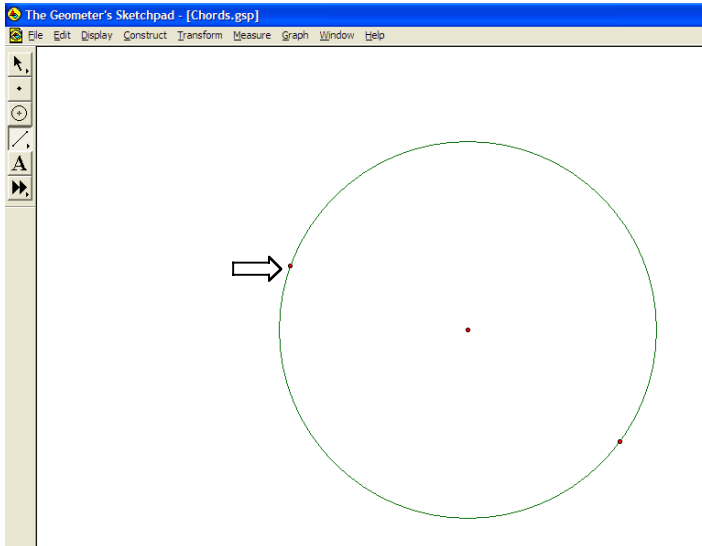 The Geometer's Sketchpad - [Chords.gsp]
File Edit Display Construct Transform Measure Graph Window Help
A